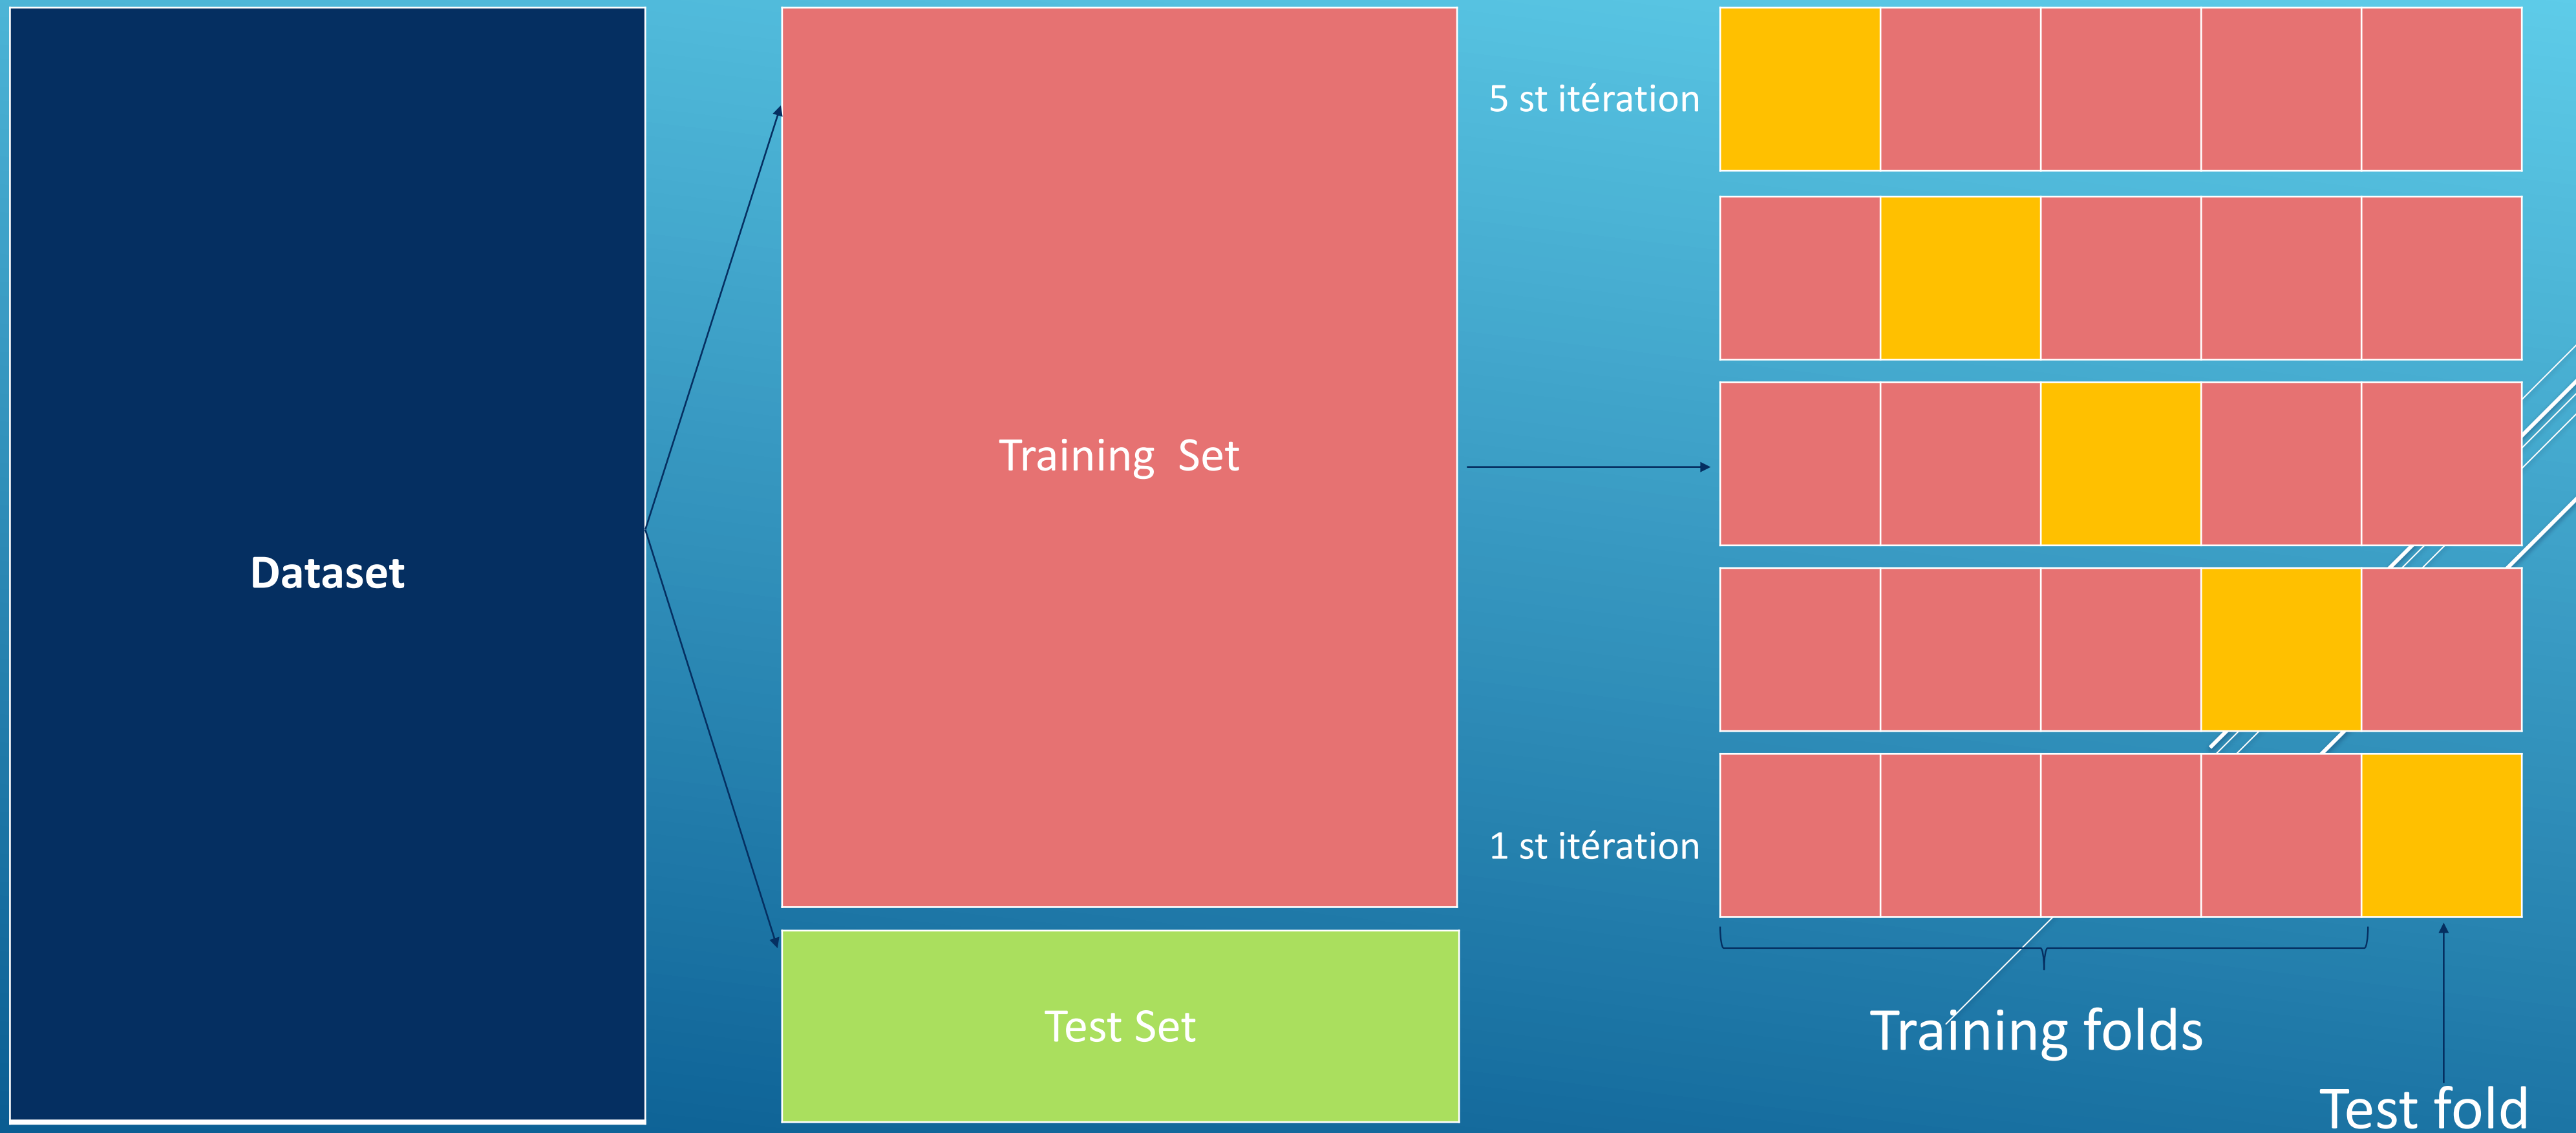 Dataset
Training Set
Test Set
5 st itération
1 st itération
Training folds
Test fold